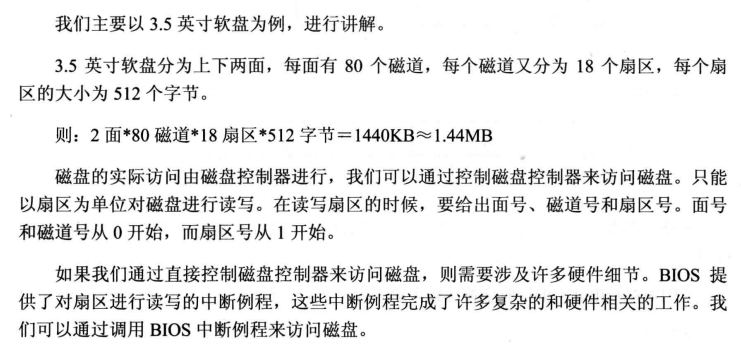 我们主要以 3.5 英寸软盘为例，进行讲解。
3.5 英寸软盘分为上下两面，每面有 80 个磁道，每个磁道又分为 18 个扇区，每个扇
区的大小为 512 个字节。
则：2 面*80 磁道*18 扇区*512 字节＝1440KB≈1.44MB
磁盘的实际访问由磁盘控制器进行，我们可以通过控制磁盘控制器来访问磁盘。只能
以扇区为单位对磁盘进行读写。在读写扇区的时候，要给出面号、磁道号和扇区号。面号
和磁道号从 0 开始，而扇区号从 1 开始。
如果我们通过直接控制磁盘控制器来访问磁盘，则需要涉及许多硬件细节。BIOS 提
供了对扇区进行读写的中断例程，这些中断例程完成了许多复杂的和硬件相关的工作。我
们可以通过调用 BIOS 中断例程来访问磁盘。